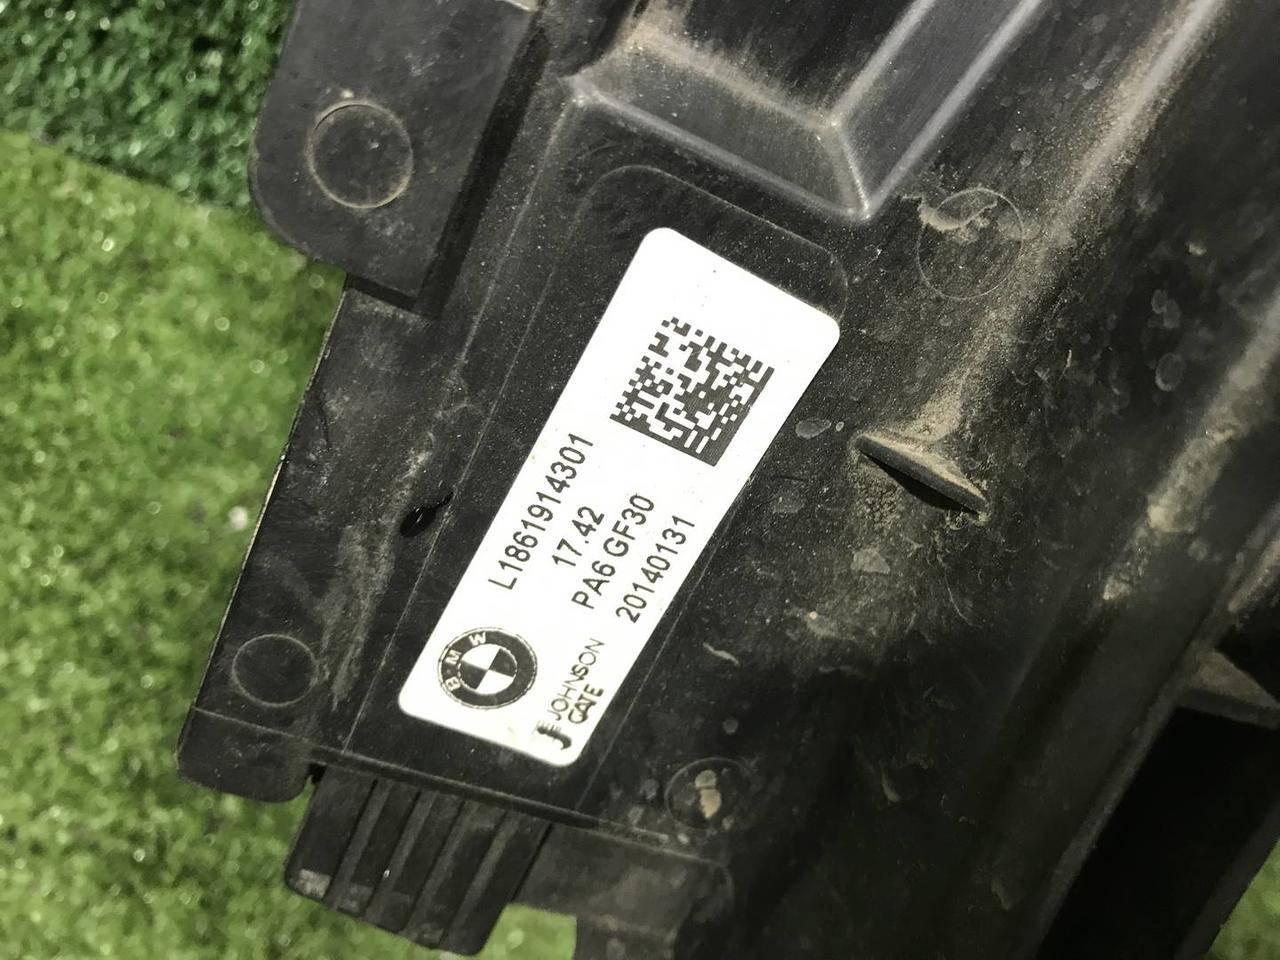 L1861914301
17.42
PA6 GF30
20140131
BMW
JOHNSON
GATE